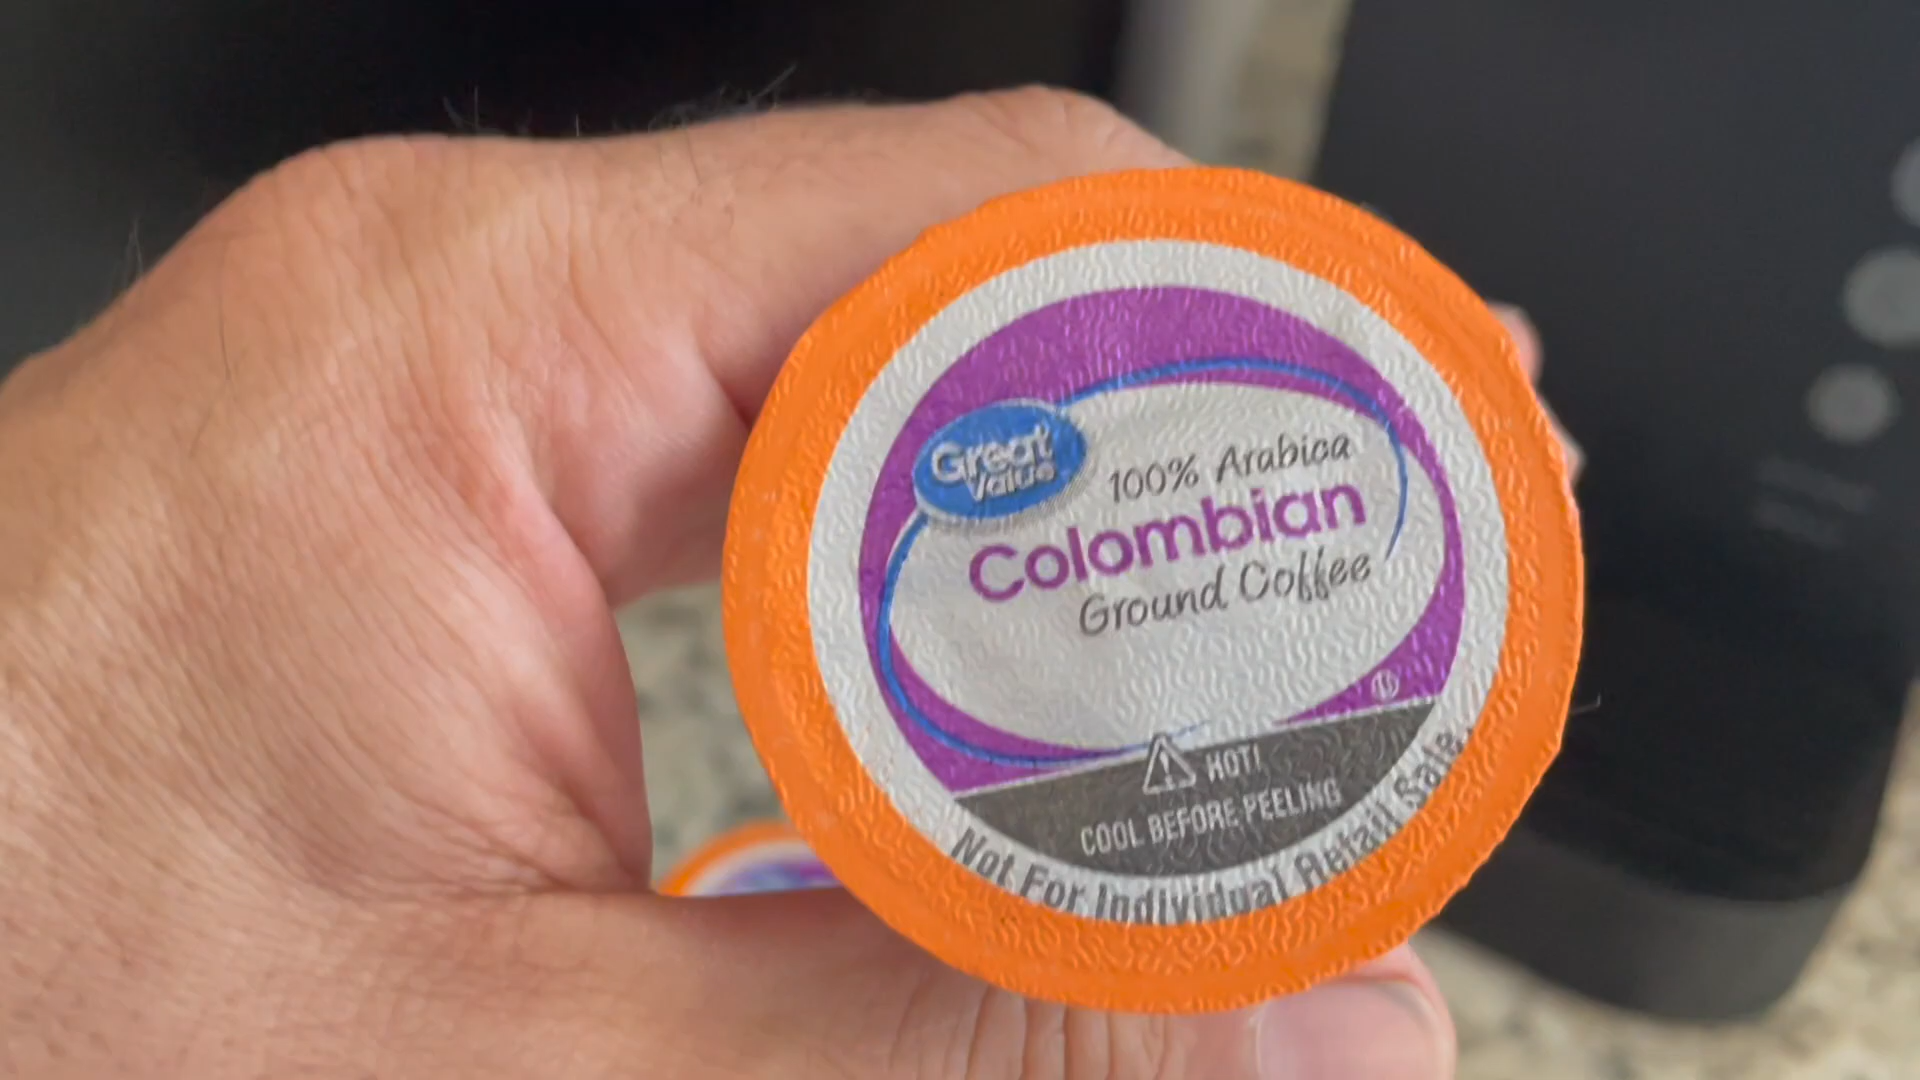 Great
Value
100% Arabica
Colombian
Ground Coffee
HOT!
COOL BEFORE PEELING
Not For Individual Retail Sale.